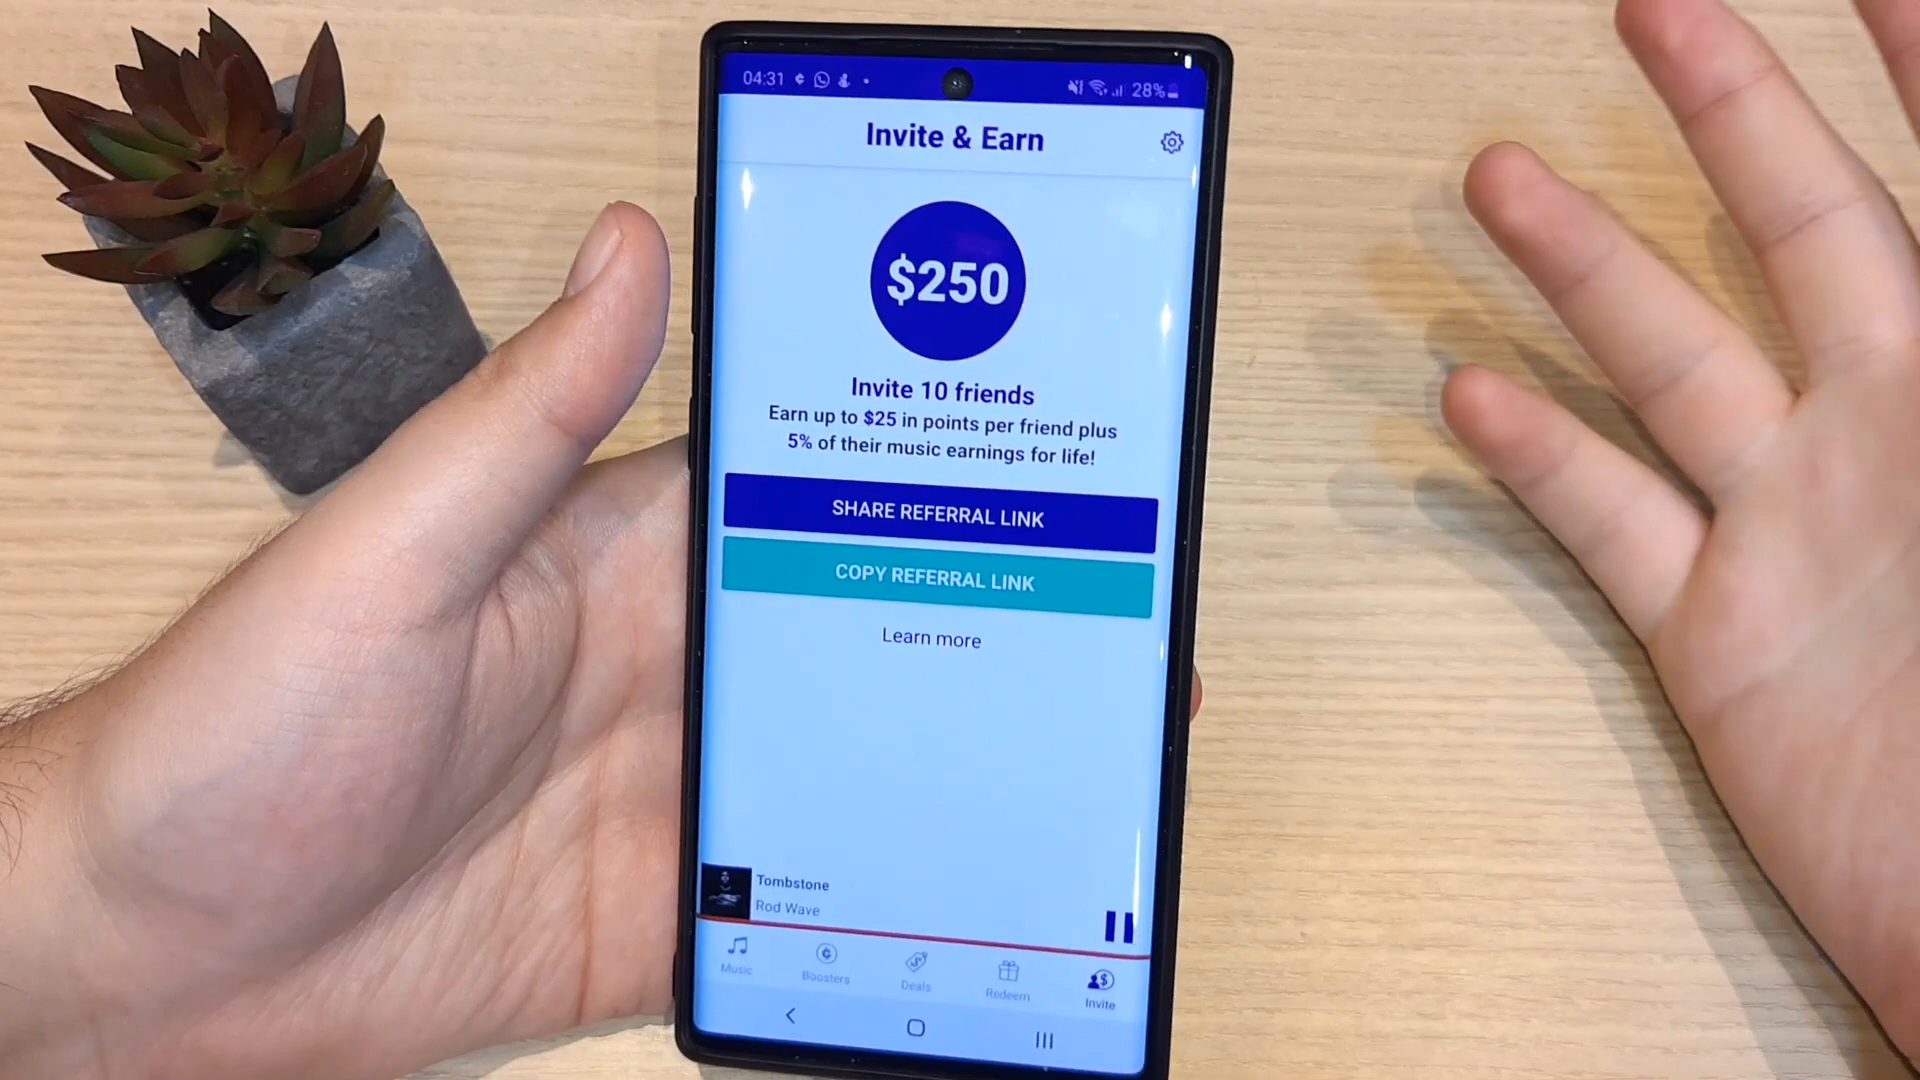 04:31 28%
Invite & Earn
$250
Invite 10 friends
Earn up to $25 in points per friend plus
5% of their music earnings for life!
SHARE REFERRAL LINK
COPY REFERRAL LINK
Learn more
Tombstone
Rod Wave
Music Boosters Deals Redeem Invite